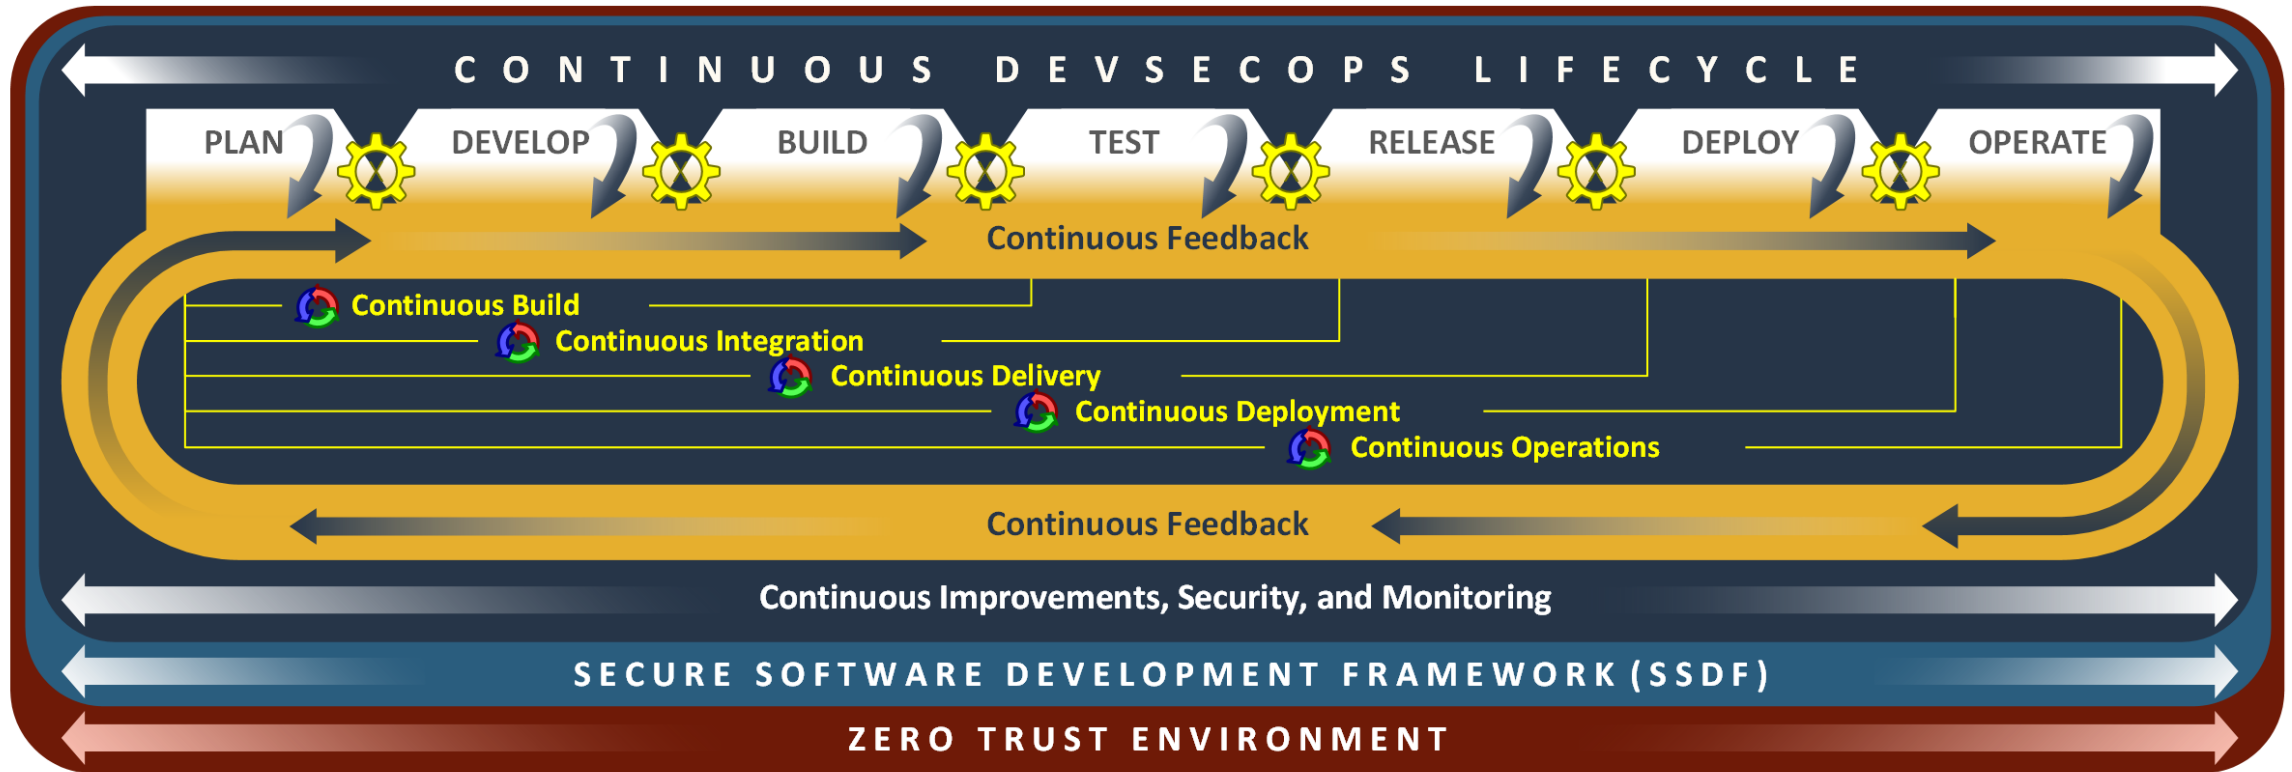 CONTINUOUS DEVSECOPS LIFECYCLE
PLAN
DEVELOP
BUILD
TEST
RELEASE
DEPLOY
OPERATE
Continuous Feedback
Continuous Build
Continuous Integration
Continuous Delivery
Continuous Deployment
Continuous Operations
Continuous Feedback
Continuous Improvements, Security, and Monitoring
SECURE SOFTWARE DEVELOPMENT FRAMEWORK (SSDF)
ZERO TRUST ENVIRONMENT